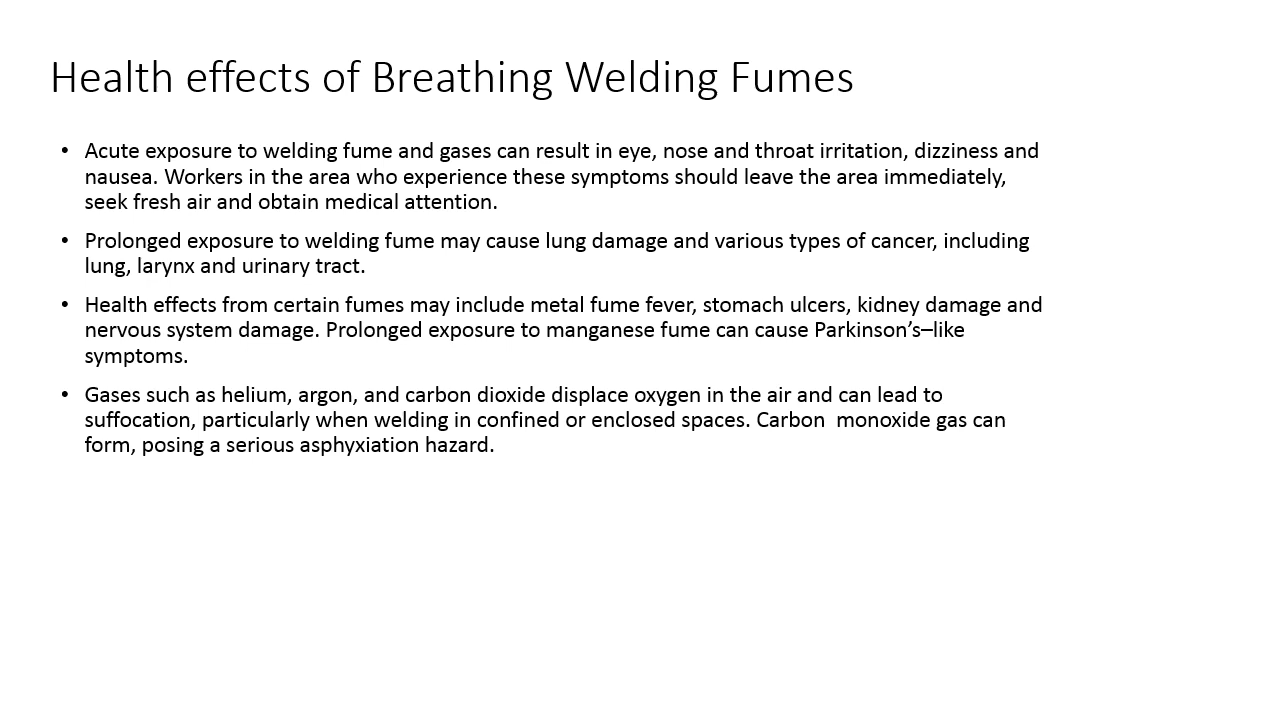 Health effects of Breathing Welding Fumes
• Acute exposure to welding fume and gases can result in eye, nose and throat irritation, dizziness and
nausea. Workers in the area who experience these symptoms should leave the area immediately,
seek fresh air and obtain medical attention.
• Prolonged exposure to welding fume may cause lung damage and various types of cancer, including
lung, larynx and urinary tract.
• Health effects from certain fumes may include metal fume fever, stomach ulcers, kidney damage and
nervous system damage. Prolonged exposure to manganese fume can cause Parkinson’s–like
symptoms.
• Gases such as helium, argon, and carbon dioxide displace oxygen in the air and can lead to
suffocation, particularly when welding in confined or enclosed spaces. Carbon  monoxide gas can
form, posing a serious asphyxiation hazard.